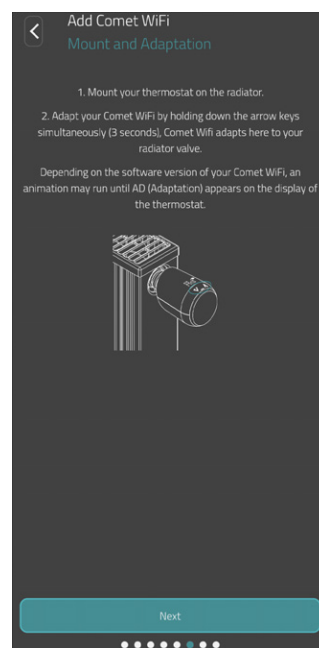 Add Comet WiFi
Mount and Adaptation
1. Mount your thermostat on the radiator.
2. Adapt your Comet WiFi by holding down the arrow keys
simultaneously (3 seconds), Comet Wifi adapts here to your
radiator valve.
Depending on the software version of your Comet WiFi, an
animation may run until AD (Adaptation) appears on the display of
the thermostat.
Next